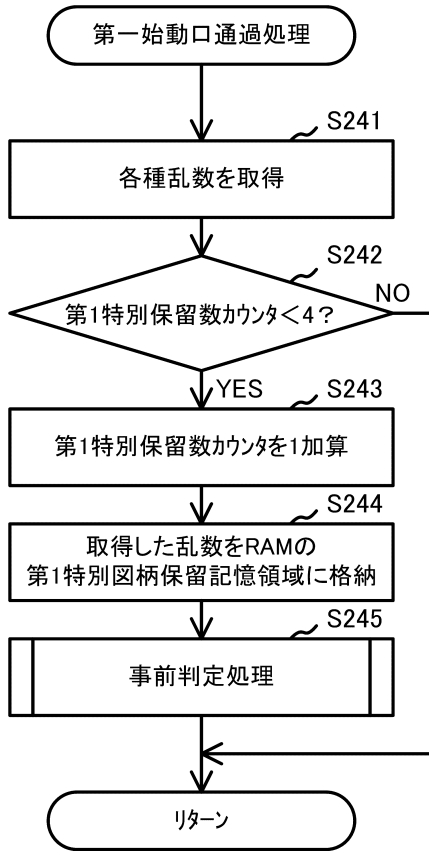 第一始動口通過処理
S241
各種乱数を取得
S242
第1特別保留数カウンタ＜4？
NO
YES
S243
第1特別保留数カウンタを1加算
S244
取得した乱数をRAMの
第1特別図柄保留記憶領域に格納
S245
事前判定処理
リターン